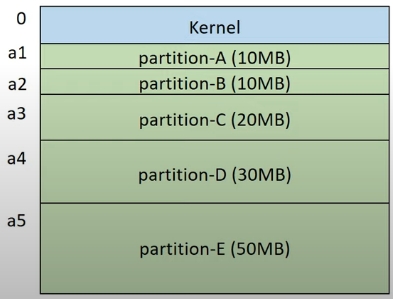 0
Kernel
a1
partition-A (10MB)
a2
partition-B (10MB)
a3
partition-C (20MB)
a4
partition-D (30MB)
a5
partition-E (50MB)